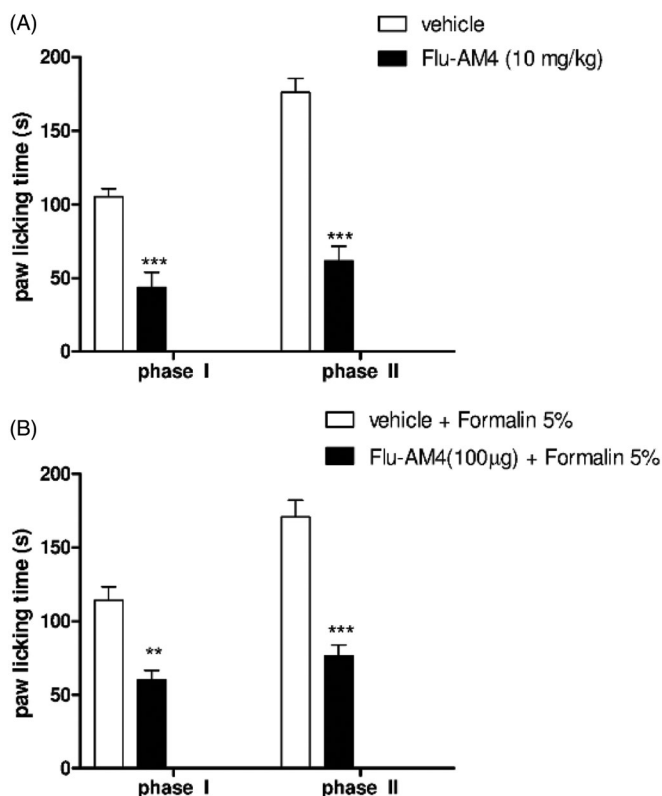 (A)
vehicle
Flu-AM4 (10 mg/kg)
200
150
100
50
0
paw licking time (s)
***
***
phase I
phase II
(B)
vehicle + Formalin 5%
Flu-AM4(100µg) + Formalin 5%
200
150
100
50
0
paw licking time (s)
**
***
phase I
phase II